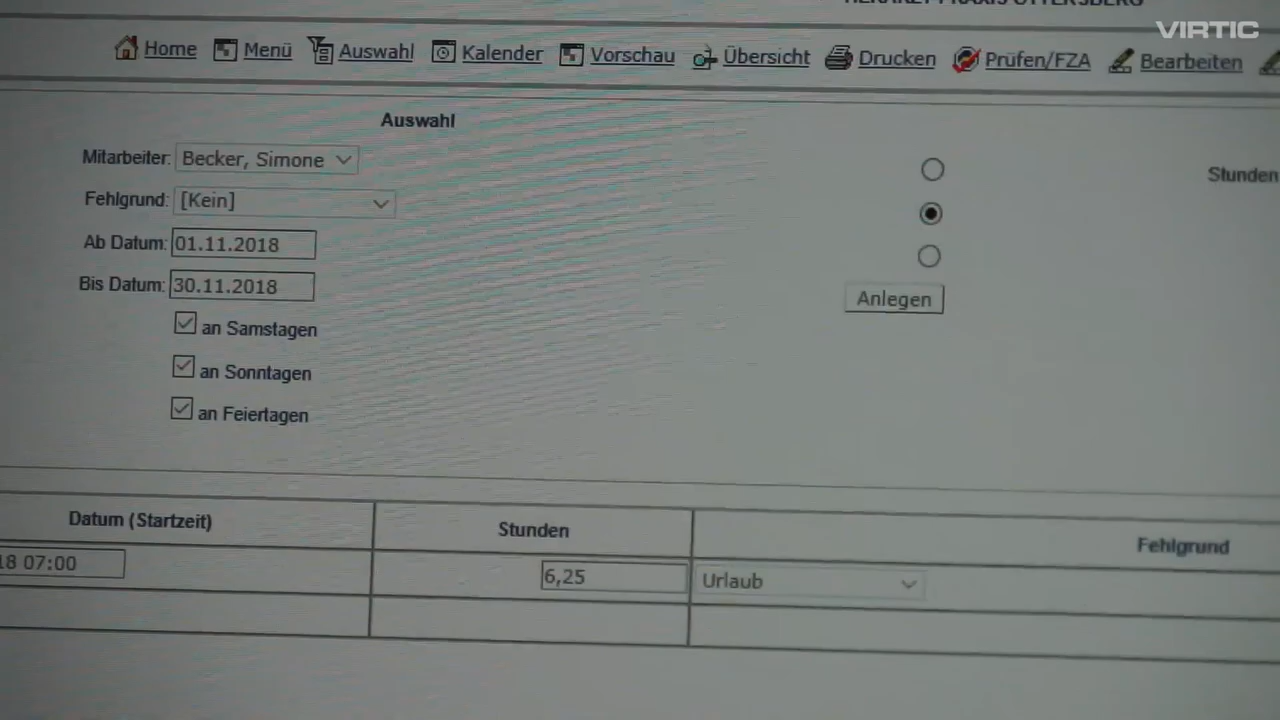 VIRTIC
Home Menü Auswahl Kalender Vorschau Übersicht Drucken Prüfen/FZA Bearbeiten
Auswahl
Mitarbeiter: Becker, Simone
Fehlgrund: [Kein]
Ab Datum: 01.11.2018
Bis Datum: 30.11.2018
an Samstagen
an Sonntagen
an Feiertagen
Stunden
Anlegen
Datum (Startzeit) Stunden Fehlgrund
18 07:00 6,25 Urlaub